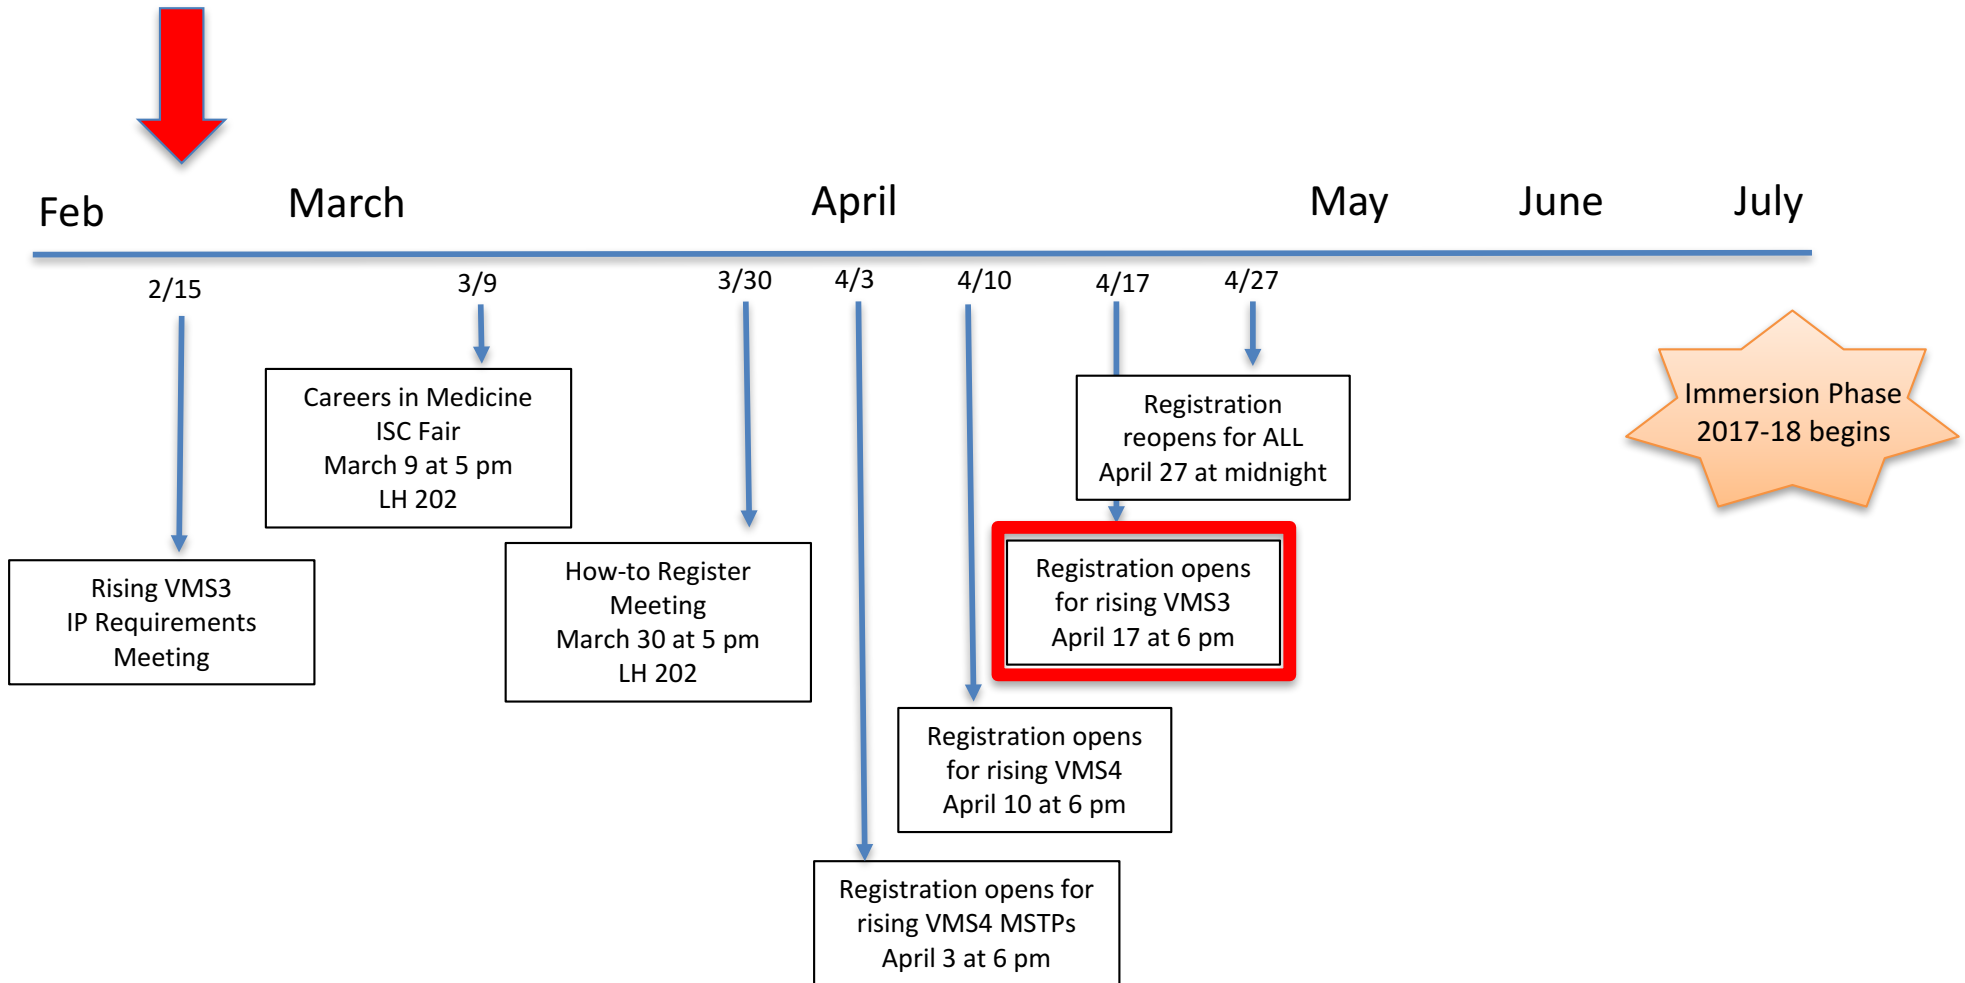 Feb
March
April
May
June
July
2/15
3/9
3/30
4/3
4/10
4/17
4/27
Careers in Medicine
ISC Fair
March 9 at 5 pm
LH 202
Registration
reopens for ALL
April 27 at midnight
Immersion Phase
2017-18 begins
Rising VMS3
IP Requirements
Meeting
How-to Register
Meeting
March 30 at 5 pm
LH 202
Registration opens
for rising VMS3
April 17 at 6 pm
Registration opens
for rising VMS4
April 10 at 6 pm
Registration opens for
rising VMS4 MSTPs
April 3 at 6 pm